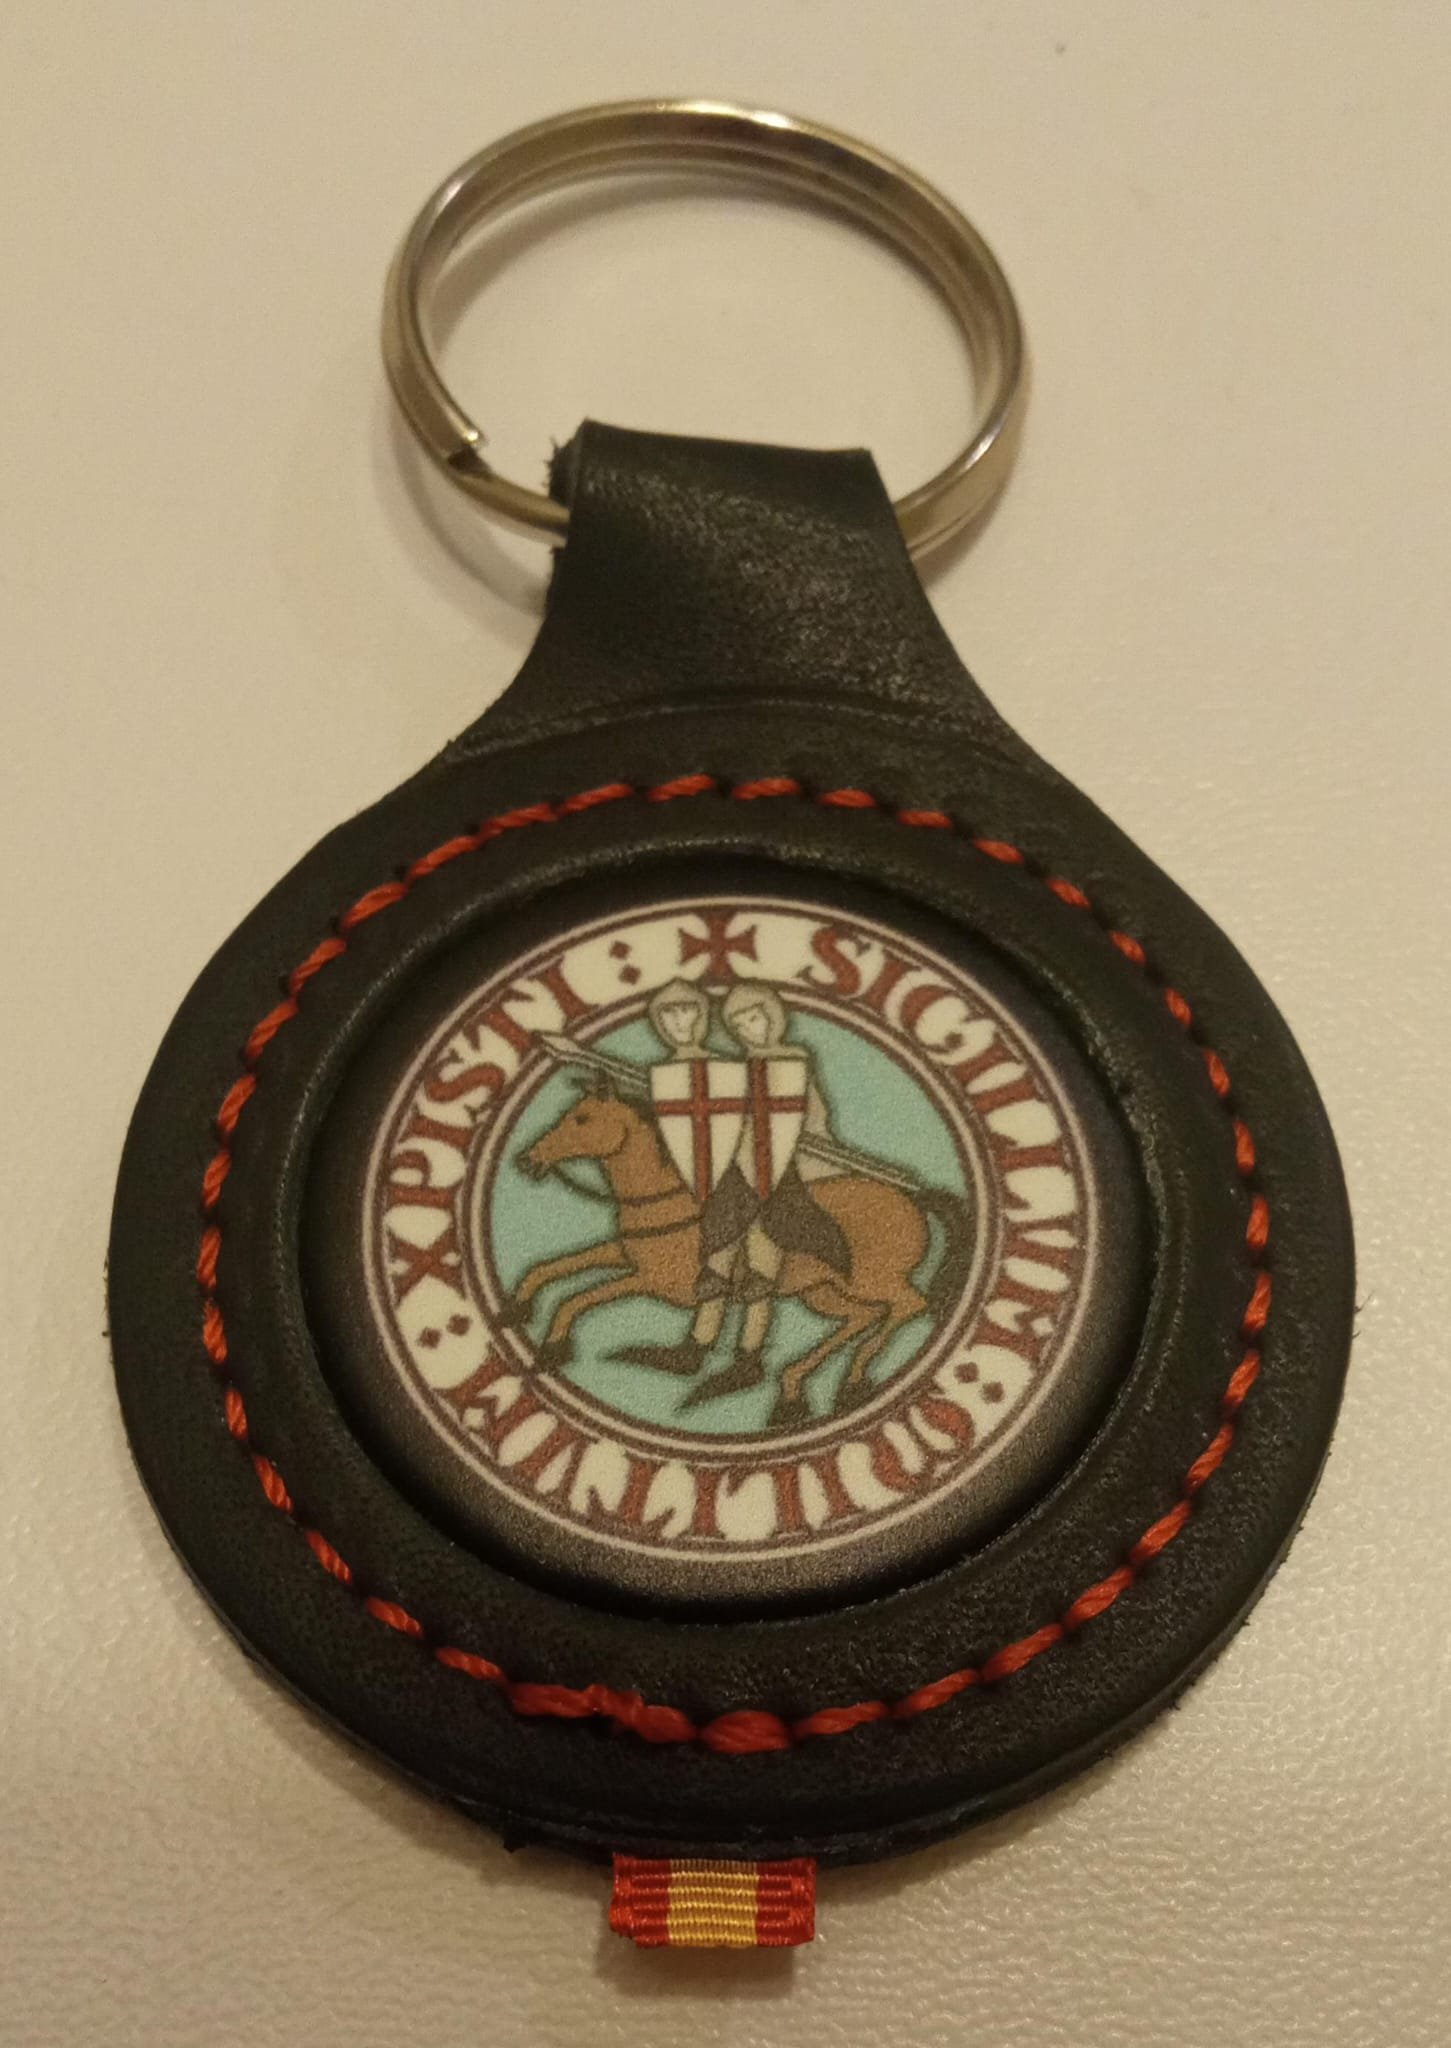 ✠ SIGILLVM : MILITVM : XPISTI :